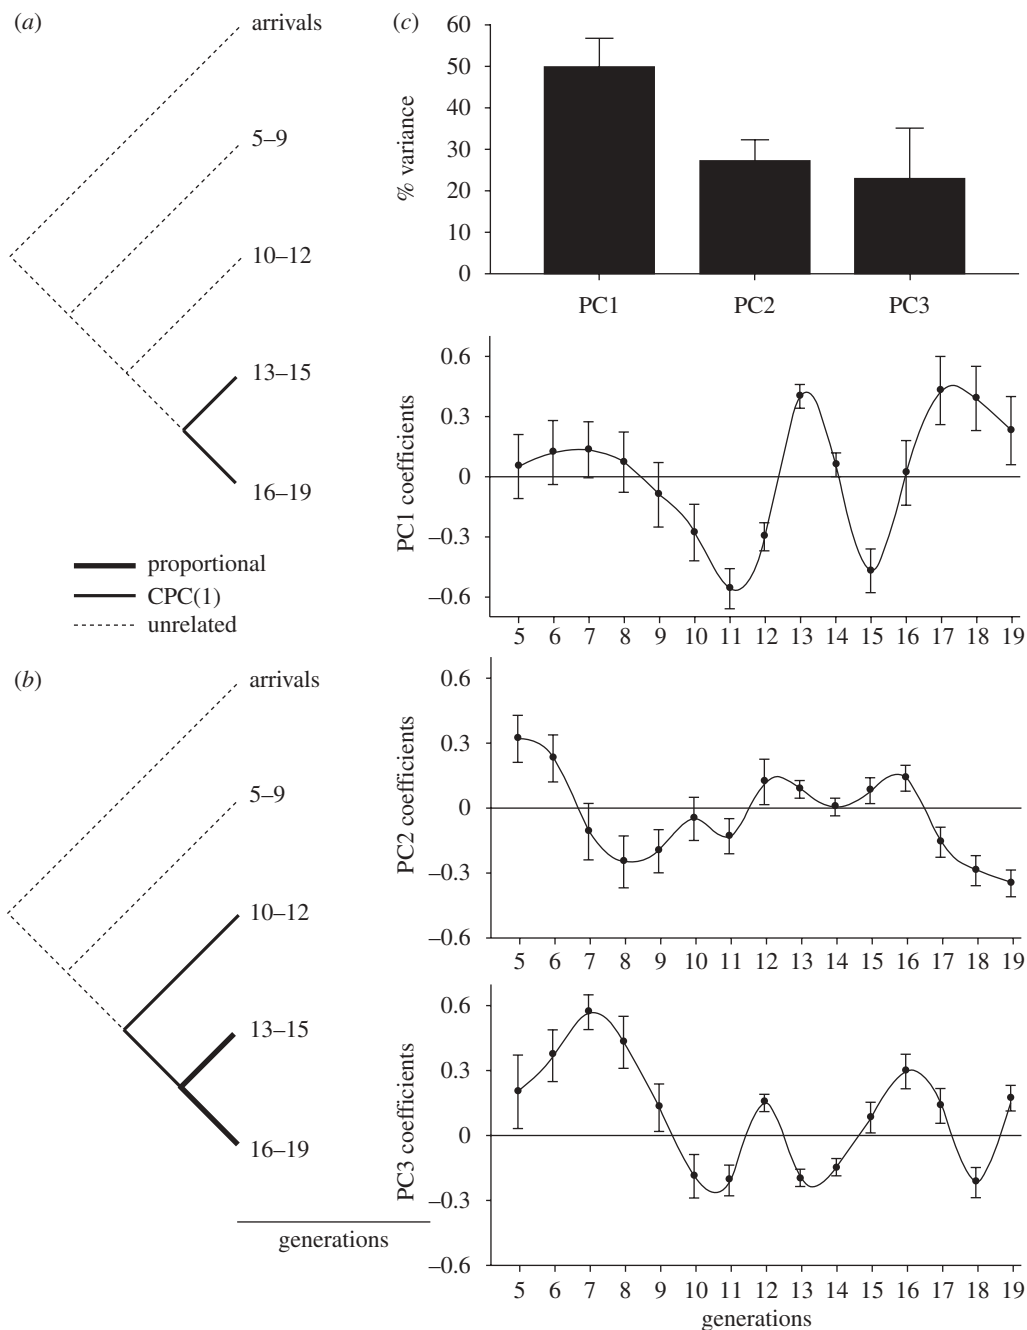 (a)
arrivals
5–9
10–12
13–15
16–19
proportional
CPC(1)
unrelated
(b)
arrivals
5–9
10–12
13–15
16–19
generations
(c)
% variance
60
50
40
30
20
10
0
PC1 PC2 PC3
PC1 coefficients
0.6
0.3
0
–0.3
–0.6
5 6 7 8 9 10 11 12 13 14 15 16 17 18 19
PC2 coefficients
0.6
0.3
0
–0.3
–0.6
5 6 7 8 9 10 11 12 13 14 15 16 17 18 19
PC3 coefficients
0.6
0.3
0
–0.3
–0.6
5 6 7 8 9 10 11 12 13 14 15 16 17 18 19
generations